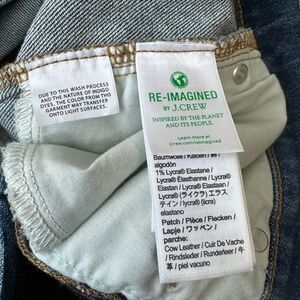 DUE TO THIS WASH PROCESS
AND THE NATURE OF INDIGO
DYES, THE COLOR FROM THIS
GARMENT MAY TRANSFER
ONTO LIGHT SURFACES.
RE-IMAGINED
BY J.CREW
INSPIRED BY THE PLANET
AND ITS PEOPLE.
Learn more at
jcrew.com/reimagined
algodón
1% Lycra® Elastane /
Lycra® Élasthanne / Lycra®
Elastan / Lycra® Elastaan /
Lycra® (ライクラ) エラス
テイン / lycra® (licra)
elastano
Patch / Pièce / Flecken /
Lapje / ワッペン /
parche:
Cow Leather / Cuir De Vache
/ Rindsleder / Runderleer / 牛
革 / piel vacuno